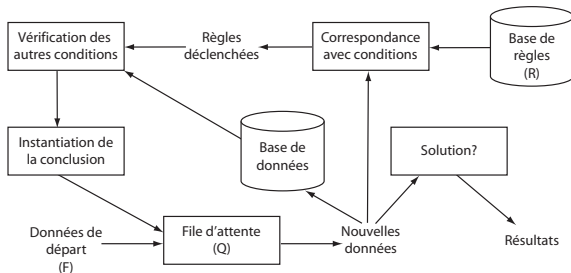 Vérification des
autres conditions
Règles
déclenchées
Correspondance
avec conditions
Base de
règles
(R)
Instantiation de
la conclusion
Base de
données
Solution?
Données de
départ
(F)
File d'attente
(Q)
Nouvelles
données
Résultats